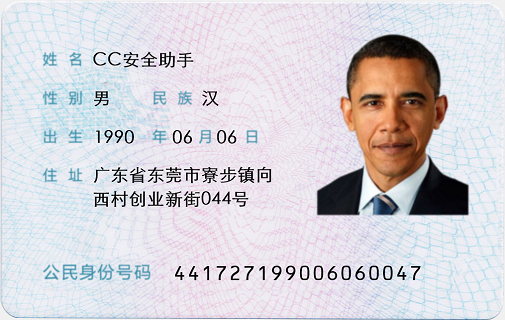 姓名 CC安全助手
性别 男 民族 汉
出生 1990 年 06 月 06 日
住址 广东省东莞市寮步镇向
西村创业新街044号
公民身份号码 441727199006060047